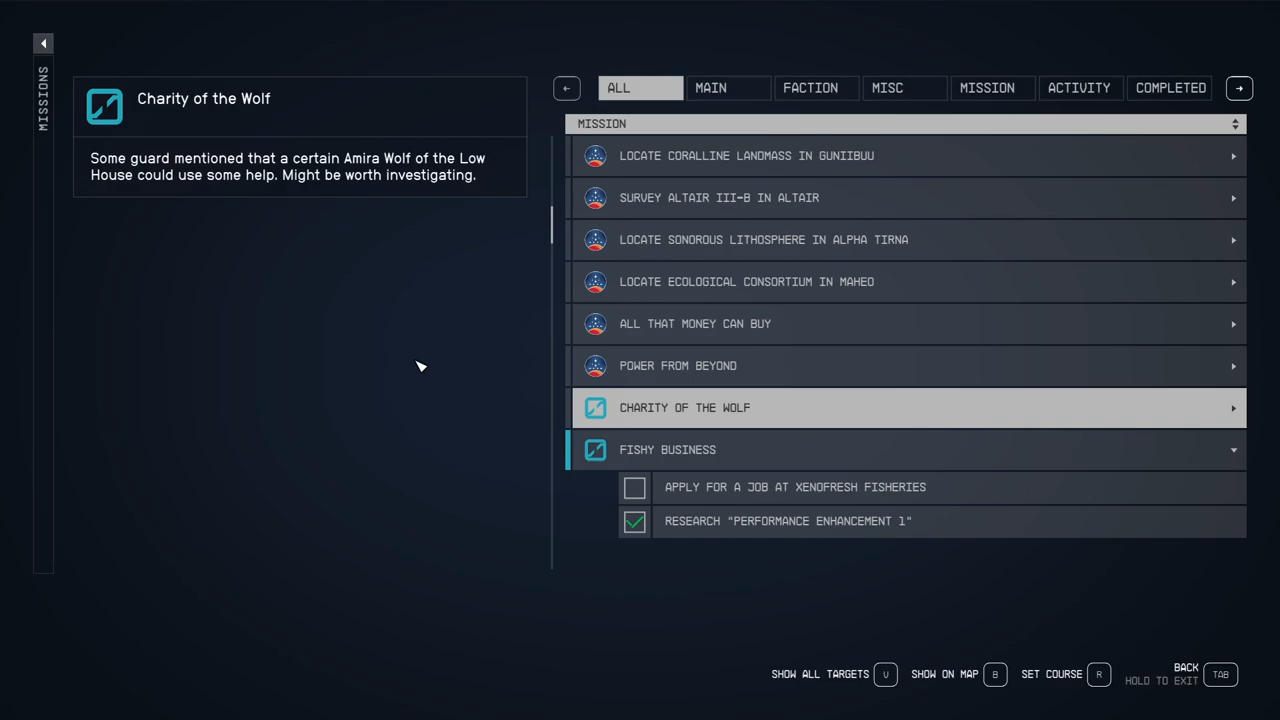 MISSIONS
Charity of the Wolf
Some guard mentioned that a certain Amira Wolf of the Low
House could use some help. Might be worth investigating.
ALL MAIN FACTION MISC MISSION ACTIVITY COMPLETED
MISSION
LOCATE CORALLINE LANDMASS IN GUNIIBUU
SURVEY ALTAIR III-B IN ALTAIR
LOCATE SONOROUS LITHOSPHERE IN ALPHA TIRNA
LOCATE ECOLOGICAL CONSORTIUM IN MAHEO
ALL THAT MONEY CAN BUY
POWER FROM BEYOND
CHARITY OF THE WOLF
FISHY BUSINESS
APPLY FOR A JOB AT XENOFRESH FISHERIES
RESEARCH "PERFORMANCE ENHANCEMENT 1"
SHOW ALL TARGETS V SHOW ON MAP B SET COURSE R BACK TAB
HOLD TO EXIT